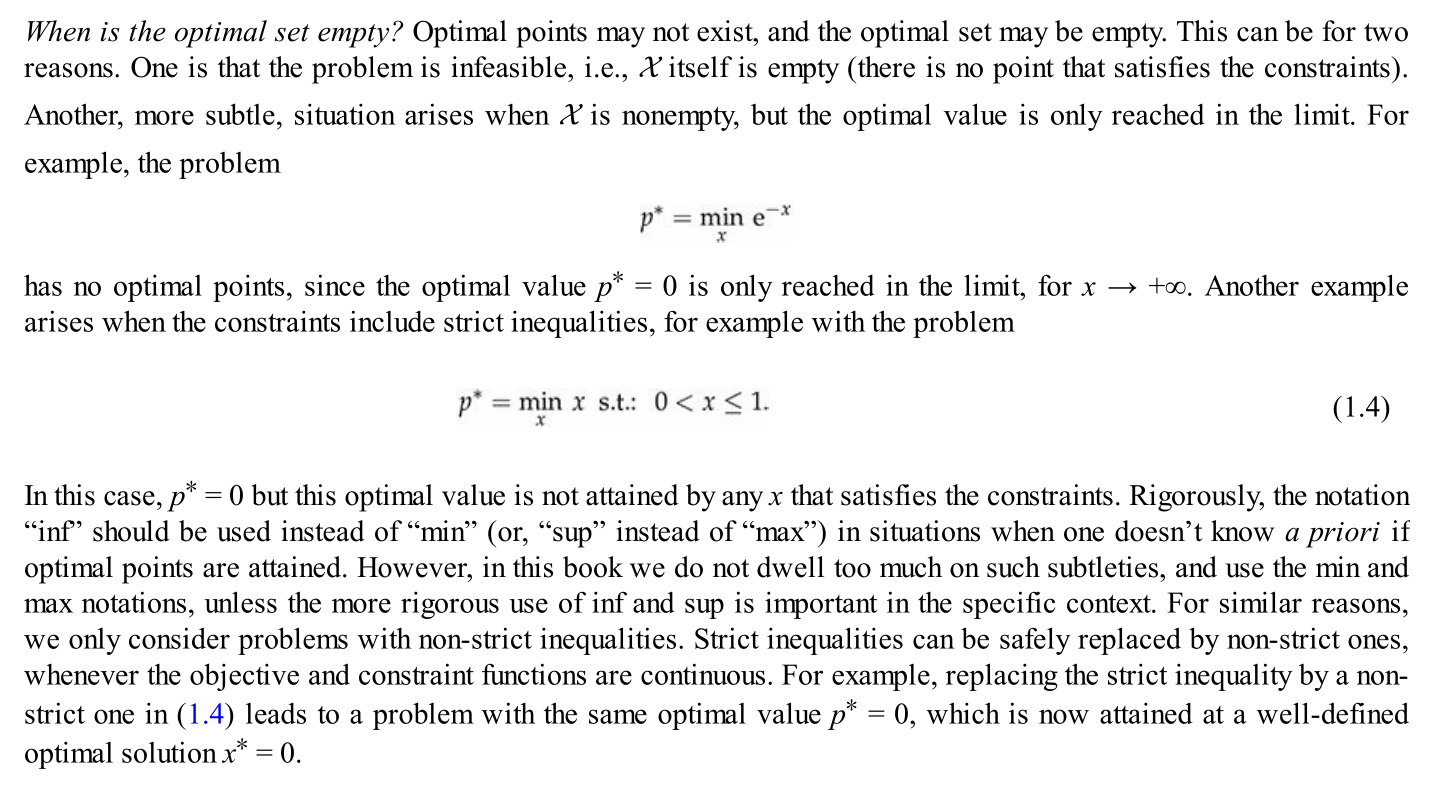 When is the optimal set empty? Optimal points may not exist, and the optimal set may be empty. This can be for two
reasons. One is that the problem is infeasible, i.e., 𝒳 itself is empty (there is no point that satisfies the constraints).
Another, more subtle, situation arises when 𝒳 is nonempty, but the optimal value is only reached in the limit. For
example, the problem
p* = min e^{−x}
x
has no optimal points, since the optimal value p* = 0 is only reached in the limit, for x → +∞. Another example
arises when the constraints include strict inequalities, for example with the problem
p* = min x s.t.: 0 < x ≤ 1. (1.4)
x
In this case, p* = 0 but this optimal value is not attained by any x that satisfies the constraints. Rigorously, the notation
“inf” should be used instead of “min” (or, “sup” instead of “max”) in situations when one doesn’t know a priori if
optimal points are attained. However, in this book we do not dwell too much on such subtleties, and use the min and
max notations, unless the more rigorous use of inf and sup is important in the specific context. For similar reasons,
we only consider problems with non-strict inequalities. Strict inequalities can be safely replaced by non-strict ones,
whenever the objective and constraint functions are continuous. For example, replacing the strict inequality by a non-
strict one in (1.4) leads to a problem with the same optimal value p* = 0, which is now attained at a well-defined
optimal solution x* = 0.